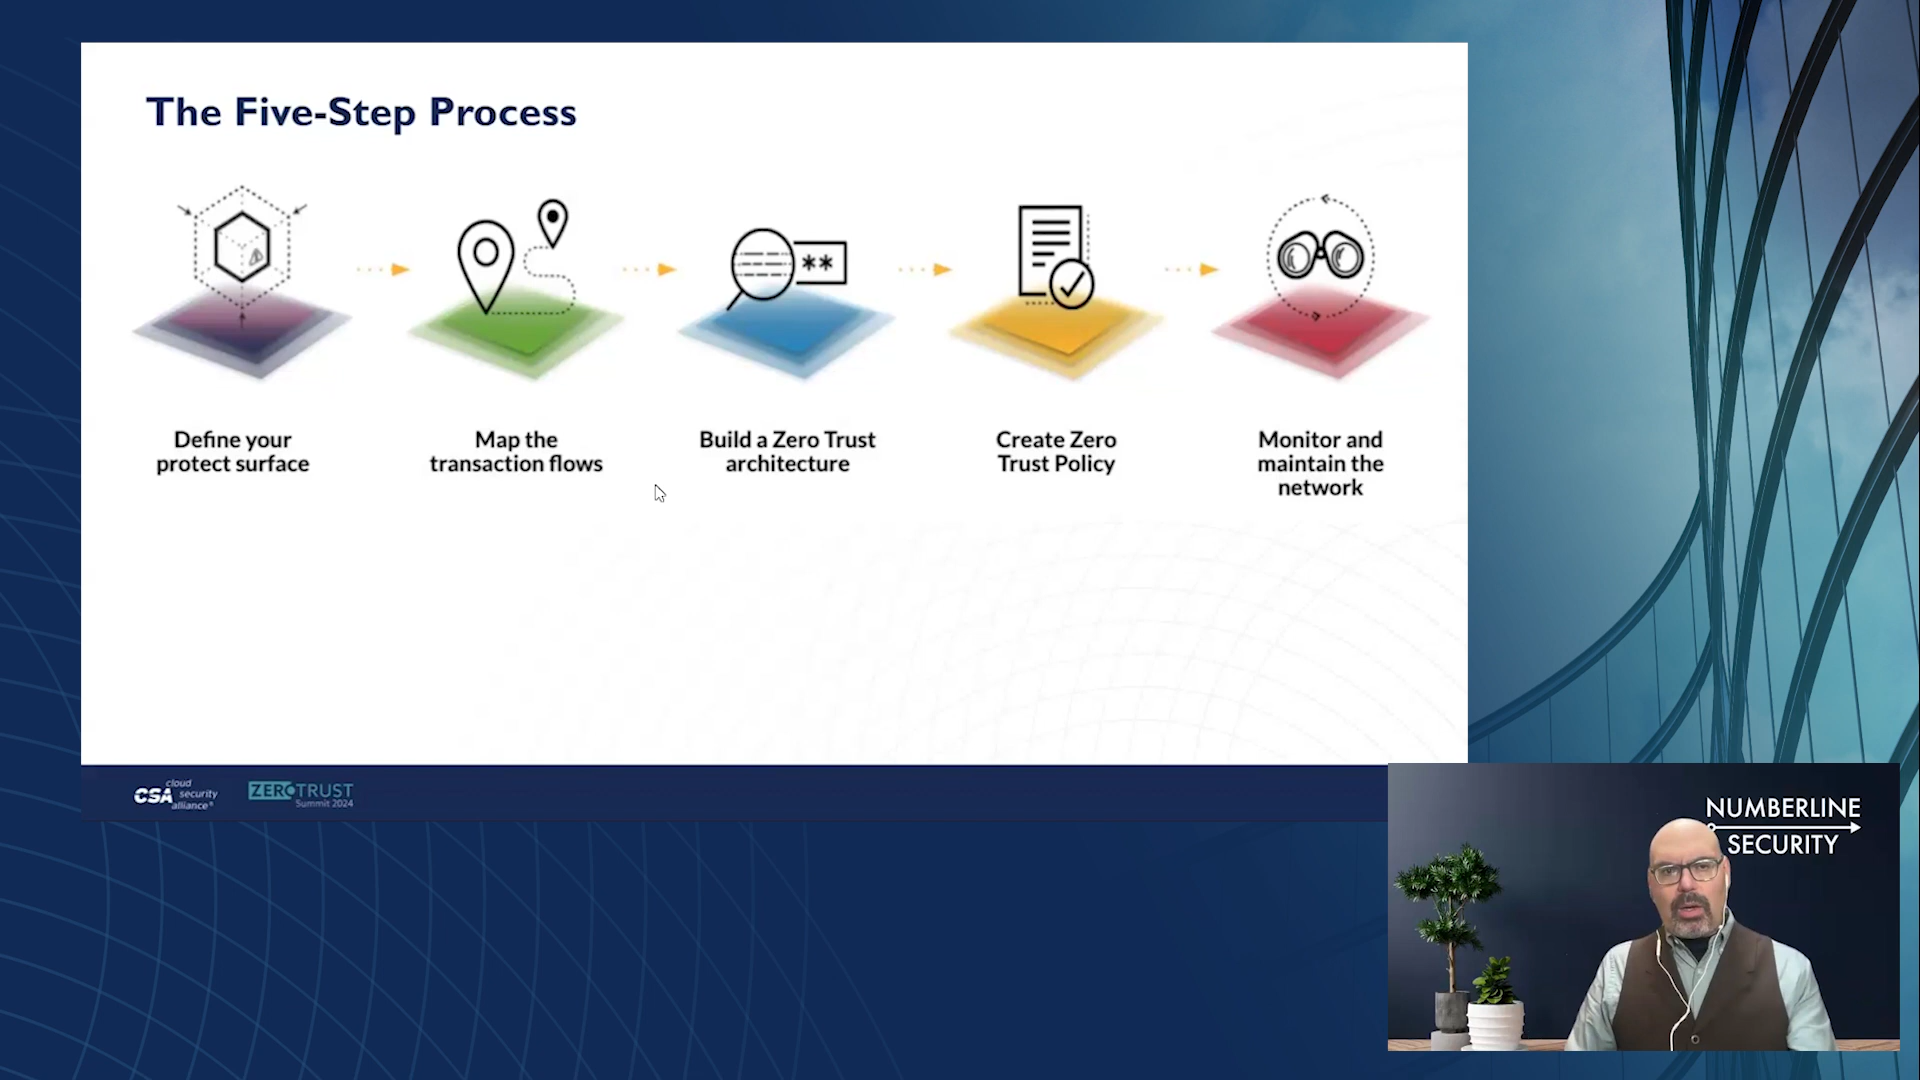 The Five-Step Process
**
Define your
protect surface
Map the
transaction flows
Build a Zero Trust
architecture
Create Zero
Trust Policy
Monitor and
maintain the
network
CSA cloud
security
alliance®
ZEROTRUST
Summit 2024
NUMBERLINE
SECURITY